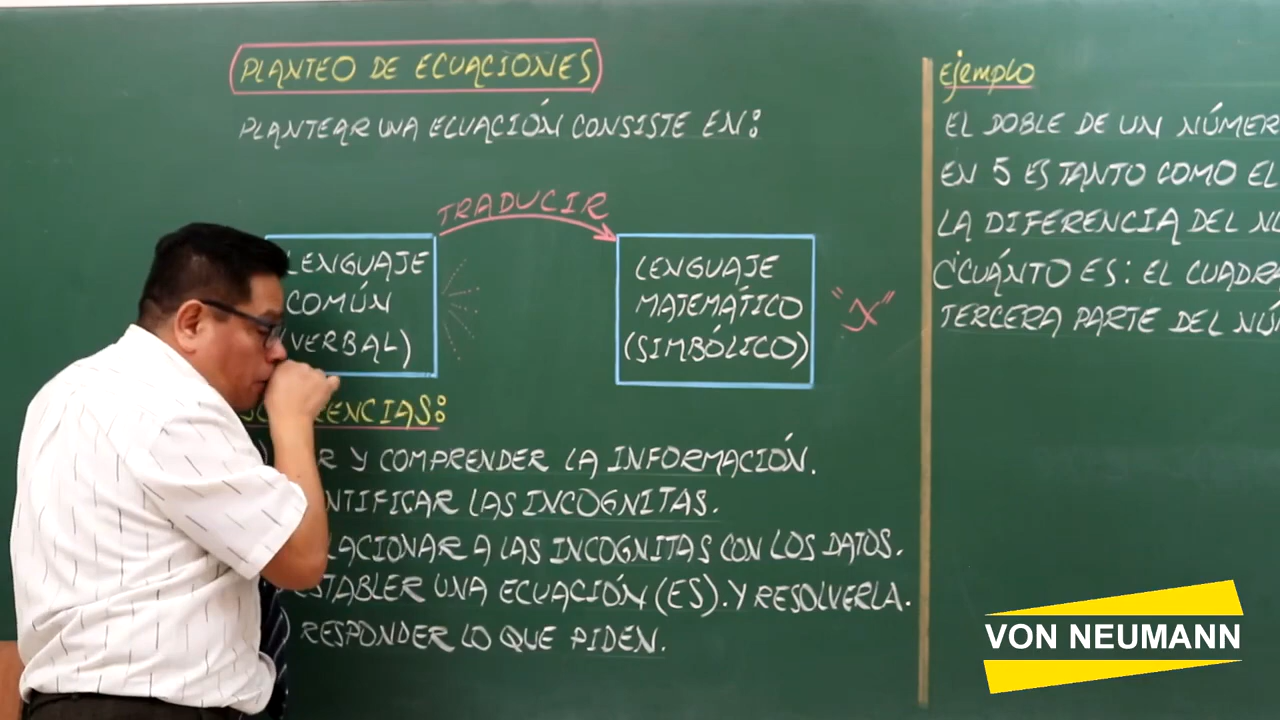 PLANTEO DE ECUACIONES
PLANTEAR UNA ECUACIÓN CONSISTE EN:
TRADUCIR
LENGUAJE
COMÚN
(VERBAL)
LENGUAJE
MATEMÁTICO
(SIMBÓLICO)
"X"
ENCIAS:
R Y COMPRENDER LA INFORMACIÓN.
NTIFICAR LAS INCOGNITAS.
LACIONAR A LAS INCOGNITAS CON LOS DATOS.
STABLER UNA ECUACIÓN (ES). Y RESOLVERLA.
) RESPONDER LO QUE PIDEN.
Ejemplo
EL DOBLE DE UN NÚMER
EN 5 ES TANTO COMO EL
LA DIFERENCIA DEL NÚ
¿CUÁNTO ES: EL CUADRA
TERCERA PARTE DEL NÚ
VON NEUMANN